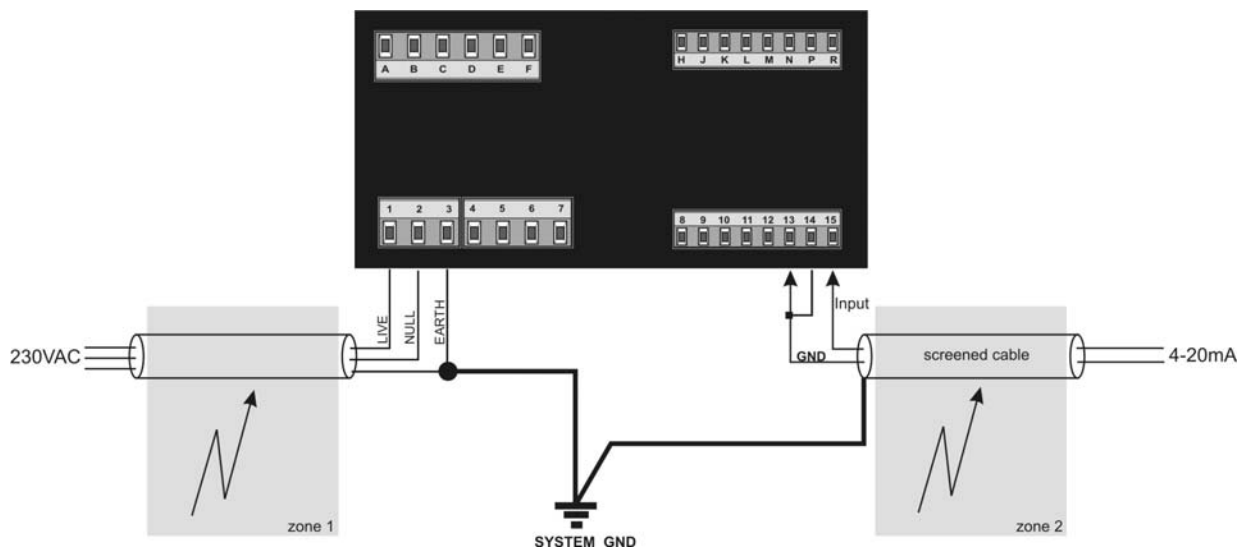 A B C D E F
H J K L M N P R
1 2 3 4 5 6 7
8 9 10 11 12 13 14 15
LIVE
NULL
EARTH
Input
230VAC
GND
screened cable
4-20mA
zone 1
zone 2
SYSTEM GND